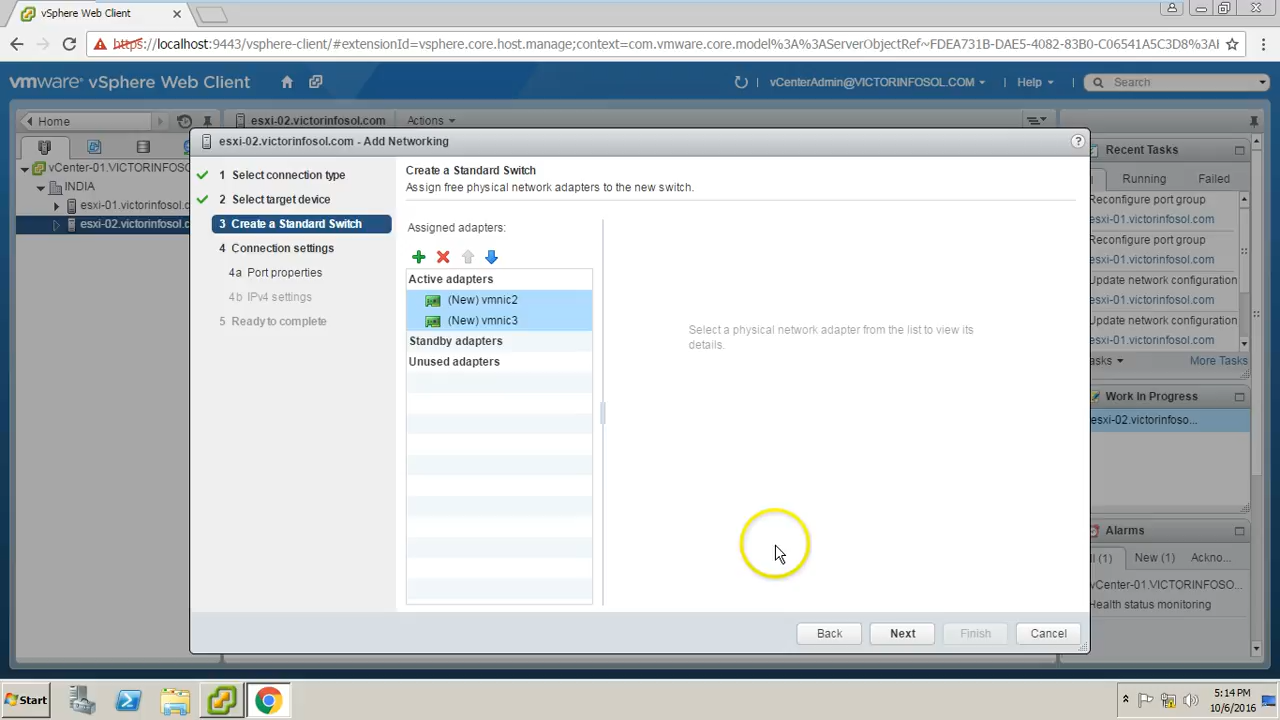 vSphere Web Client
https://localhost:9443/vsphere-client/#extensionId=vsphere.core.host.manage;context=com.vmware.core.model%3A%3AServerObjectRef~FDEA731B-DAE5-4082-83B0-C06541A5C3D8%3AI
vmware vSphere Web Client
vCenterAdmin@VICTORINFOSOL.COM
Help
Search
Home
esxi-02.victorinfosol.com
Actions
vCenter-01.VICTORINFOSO
INDIA
esxi-01.victorinfosol.c
esxi-02.victorinfosol.c
esxi-02.victorinfosol.com - Add Networking
1 Select connection type
2 Select target device
3 Create a Standard Switch
4 Connection settings
4a Port properties
4b IPv4 settings
5 Ready to complete
Create a Standard Switch
Assign free physical network adapters to the new switch.
Assigned adapters:
Active adapters
(New) vmnic2
(New) vmnic3
Standby adapters
Unused adapters
Select a physical network adapter from the list to view its
details.
Back
Next
Finish
Cancel
Recent Tasks
Running
Failed
Reconfigure port group
esxi-01.victorinfosol....
Reconfigure port group
esxi-01.victorinfosol....
Update network configuration
esxi-01.victorinfosol....
Update network configuration
esxi-01.victorinfosol....
asks
More Tasks
Work In Progress
esxi-02.victorinfoso...
Alarms
ll (1)
New (1)
Ackno...
vCenter-01.VICTORINFOSO...
Health status monitoring
Start
5:14 PM
10/6/2016